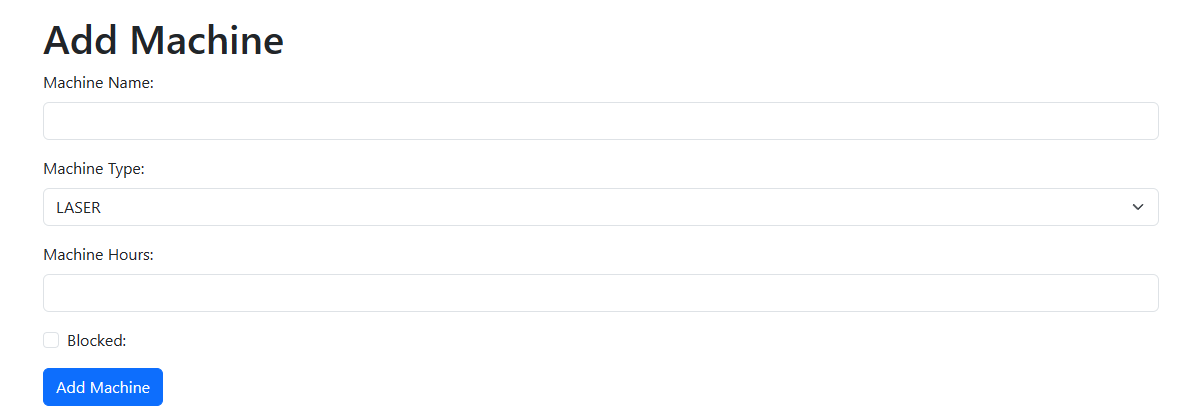 Add Machine
Machine Name:
Machine Type:
LASER
Machine Hours:
Blocked:
Add Machine